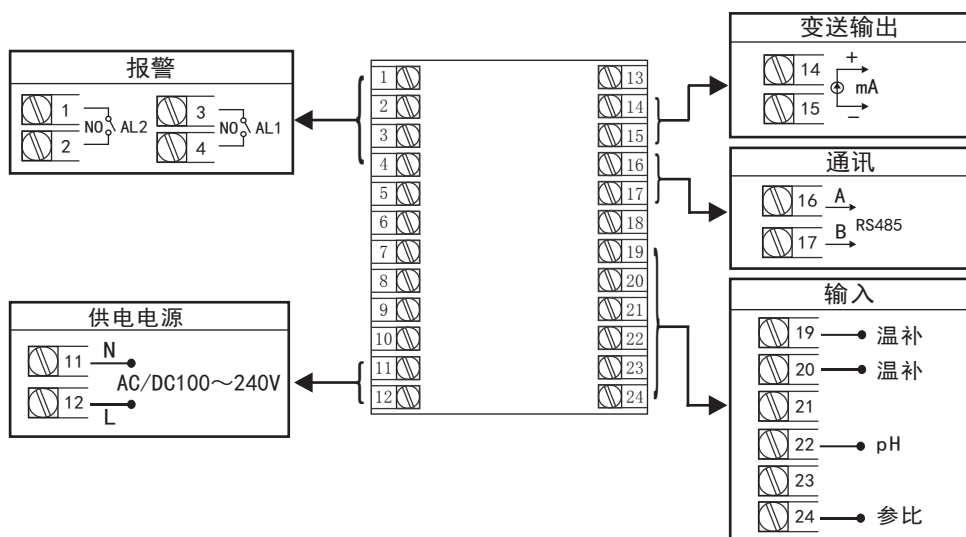 报警
1 3
NO AL2 NO AL1
2 4
供电电源
11 N
AC/DC100～240V
12 L
1 13
2 14
3 15
4 16
5 17
6 18
7 19
8 20
9 21
10 22
11 23
12 24
变送输出
14 +
mA
15 −
通讯
16 A
RS485
17 B
输入
19 温补
20 温补
21
22 pH
23
24 参比